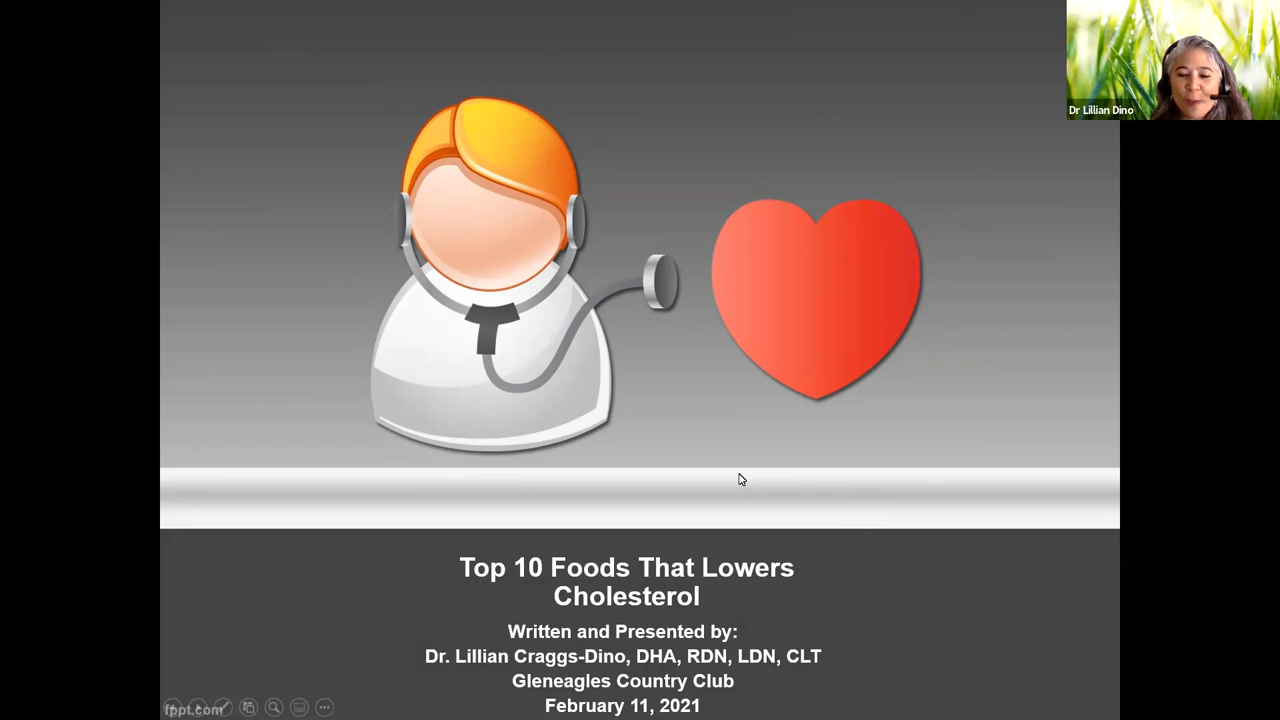 Dr Lillian Dino
Top 10 Foods That Lowers
Cholesterol
Written and Presented by:
Dr. Lillian Craggs-Dino, DHA, RDN, LDN, CLT
Gleneagles Country Club
February 11, 2021
fppt.com